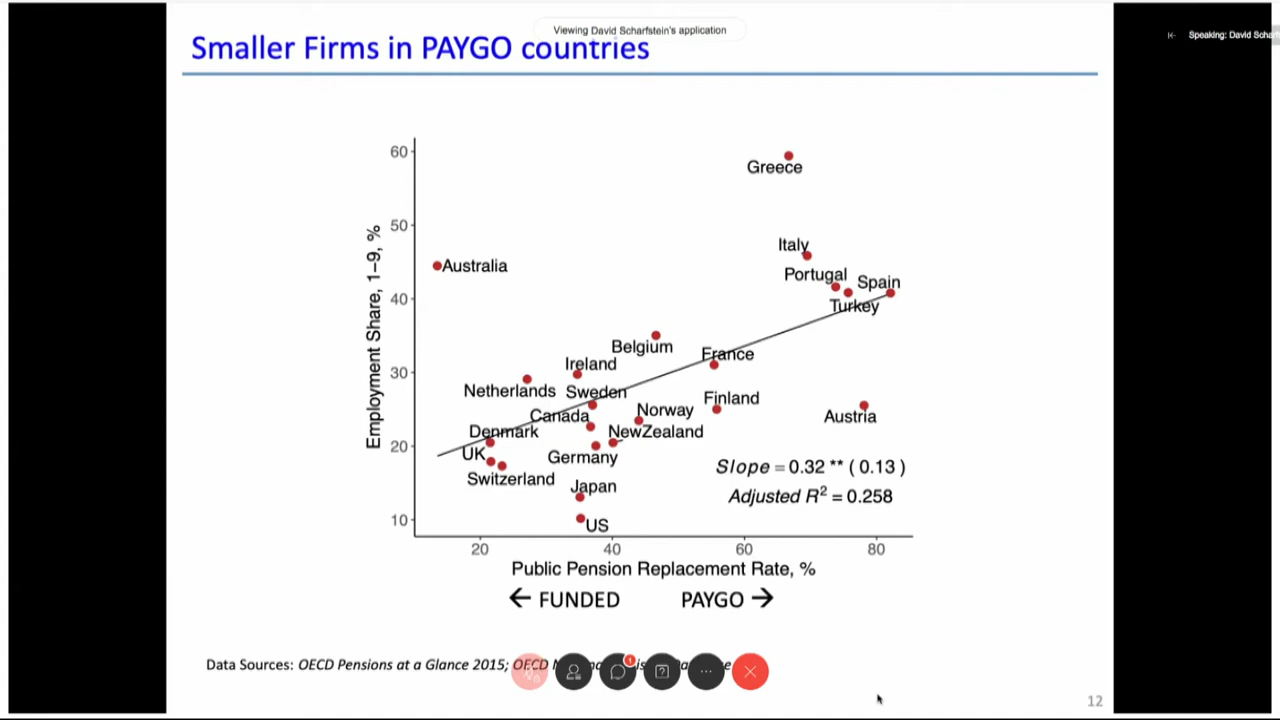 Viewing David Scharfstein's application
Speaking: David Scharfst
Smaller Firms in PAYGO countries
Employment Share, 1–9, %
60
50
40
30
20
10
Greece
Italy
Australia
Portugal
Spain
Turkey
Belgium
France
Ireland
Netherlands
Sweden
Finland
Norway
Canada
Austria
Denmark
NewZealand
UK
Germany
Switzerland
Japan
US
Slope = 0.32 ** ( 0.13 )
Adjusted R² = 0.258
20 40 60 80
Public Pension Replacement Rate, %
← FUNDED PAYGO →
Data Sources: OECD Pensions at a Glance 2015; OECD
1
12